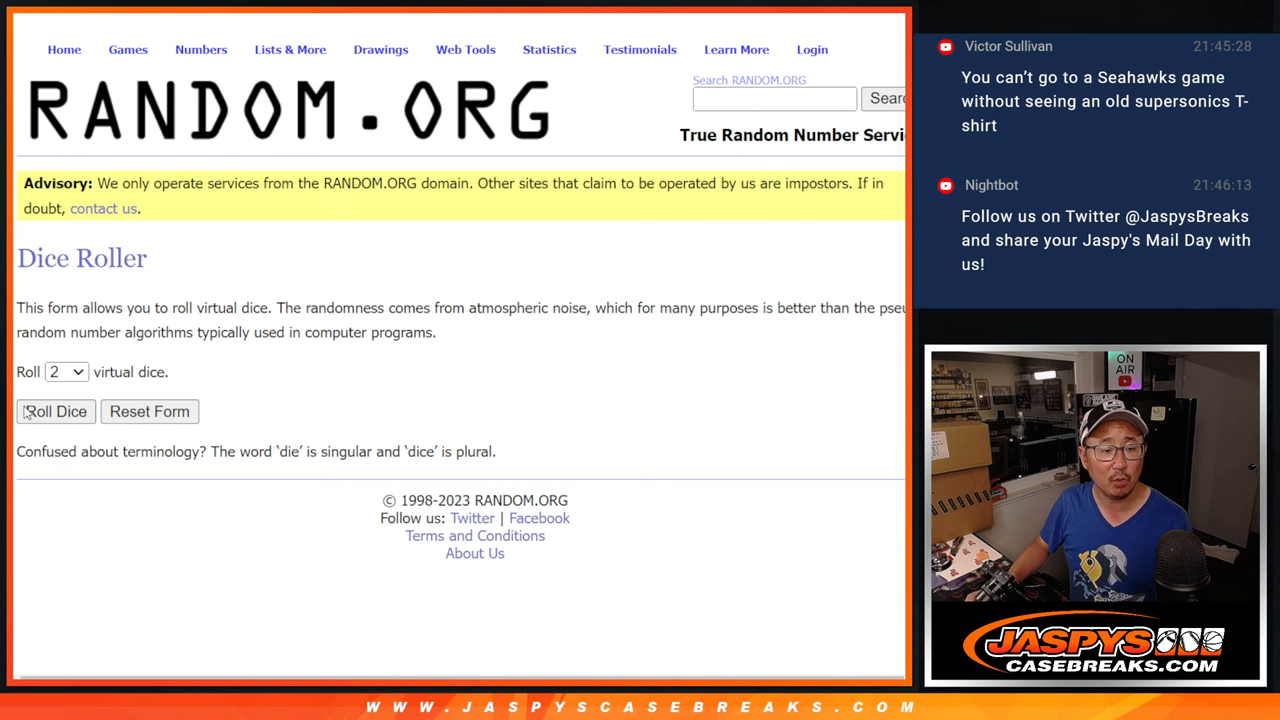 Home Games Numbers Lists & More Drawings Web Tools Statistics Testimonials Learn More Login
RANDOM.ORG
Search RANDOM.ORG
Searc
True Random Number Servi
Advisory: We only operate services from the RANDOM.ORG domain. Other sites that claim to be operated by us are impostors. If in
doubt, contact us.
Dice Roller
This form allows you to roll virtual dice. The randomness comes from atmospheric noise, which for many purposes is better than the pseu
random number algorithms typically used in computer programs.
Roll 2 virtual dice.
Roll Dice Reset Form
Confused about terminology? The word ‘die’ is singular and ‘dice’ is plural.
© 1998-2023 RANDOM.ORG
Follow us: Twitter | Facebook
Terms and Conditions
About Us
Victor Sullivan 21:45:28
You can’t go to a Seahawks game
without seeing an old supersonics T-
shirt
Nightbot 21:46:13
Follow us on Twitter @JaspysBreaks
and share your Jaspy's Mail Day with
us!
ON
AIR
JASPYS
CASEBREAKS.COM
WWW.JASPYSCASEBREAKS.COM